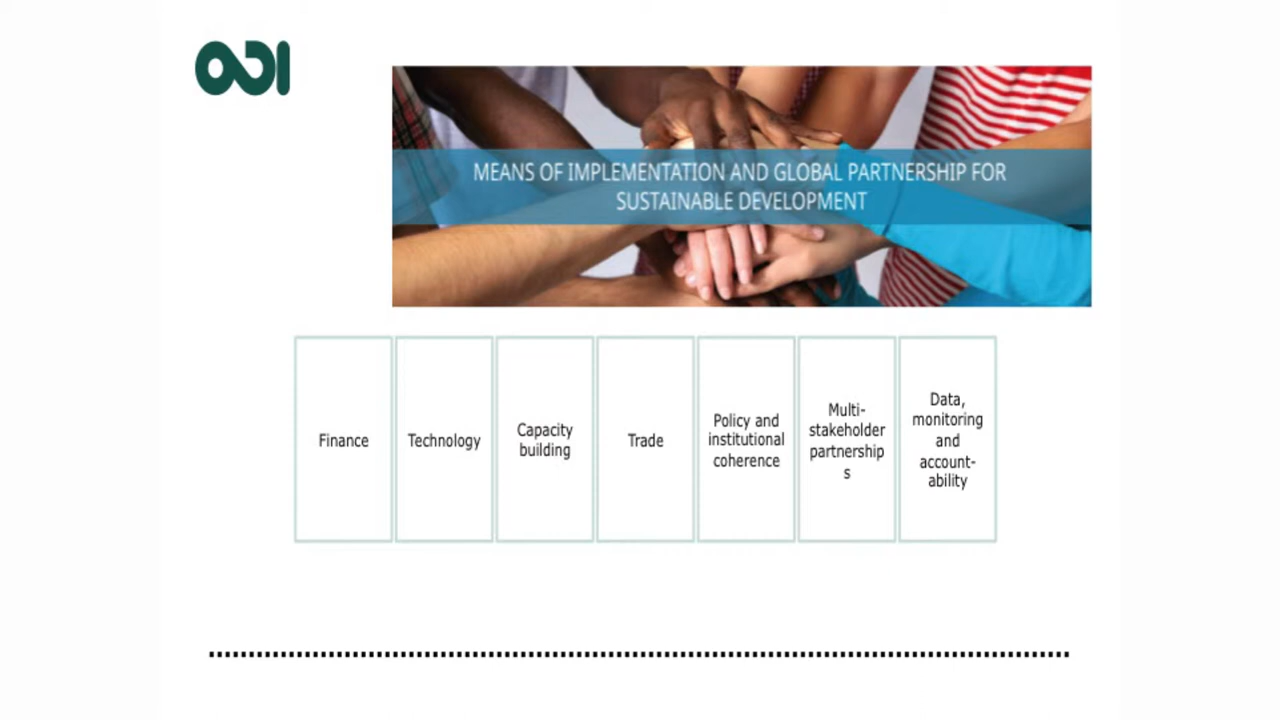 ODI
MEANS OF IMPLEMENTATION AND GLOBAL PARTNERSHIP FOR
SUSTAINABLE DEVELOPMENT
Finance
Technology
Capacity
building
Trade
Policy and
institutional
coherence
Multi-
stakeholder
partnership
s
Data,
monitoring
and
account-
ability